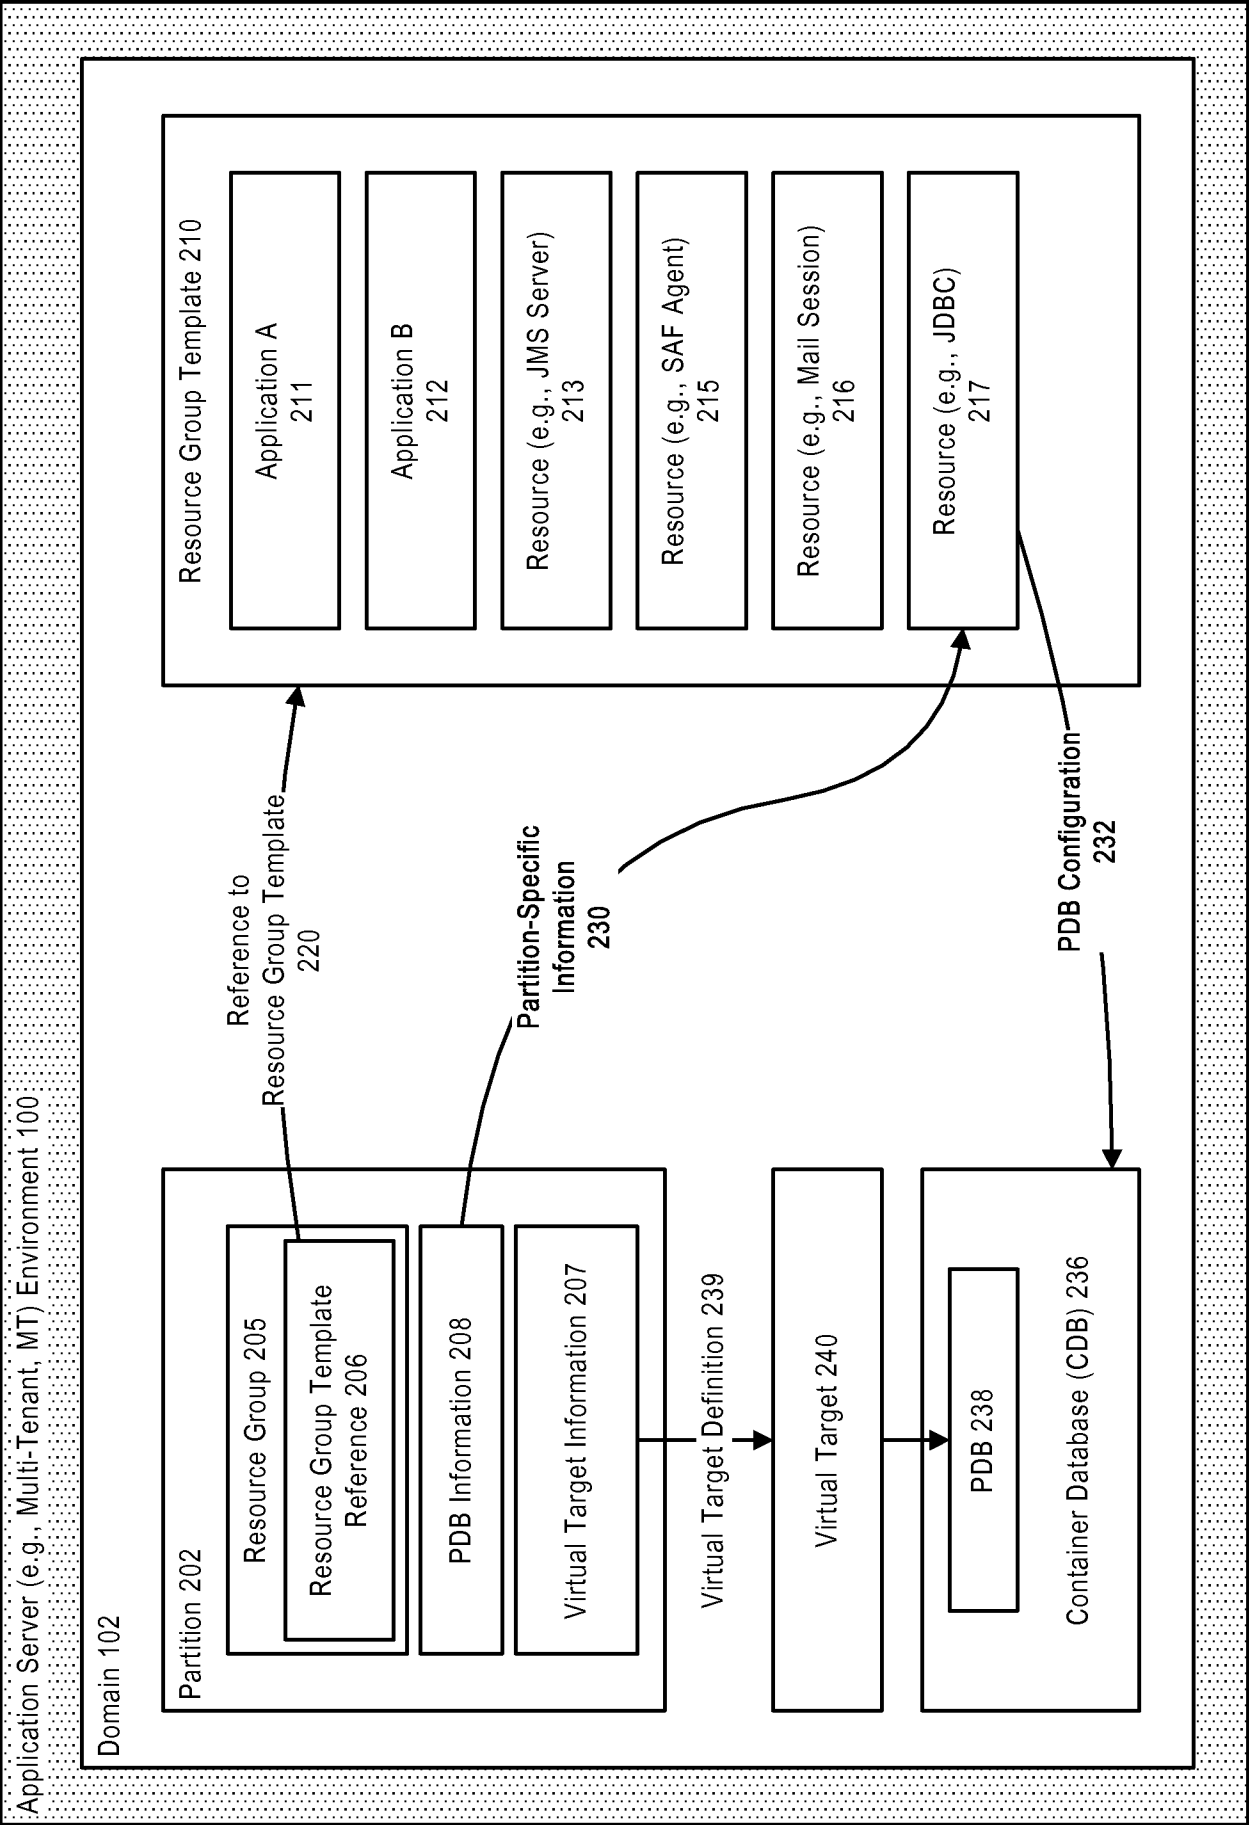 Application Server (e.g., Multi-Tenant, MT) Environment 100
Domain 102
Partition 202
Resource Group 205
Resource Group Template
Reference 206
PDB Information 208
Virtual Target Information 207
Virtual Target Definition 239
Virtual Target 240
PDB 238
Container Database (CDB) 236
Reference to
Resource Group Template
220
Partition-Specific
Information
230
PDB Configuration
232
Resource Group Template 210
Application A
211
Application B
212
Resource (e.g., JMS Server)
213
Resource (e.g., SAF Agent)
215
Resource (e.g., Mail Session)
216
Resource (e.g., JDBC)
217